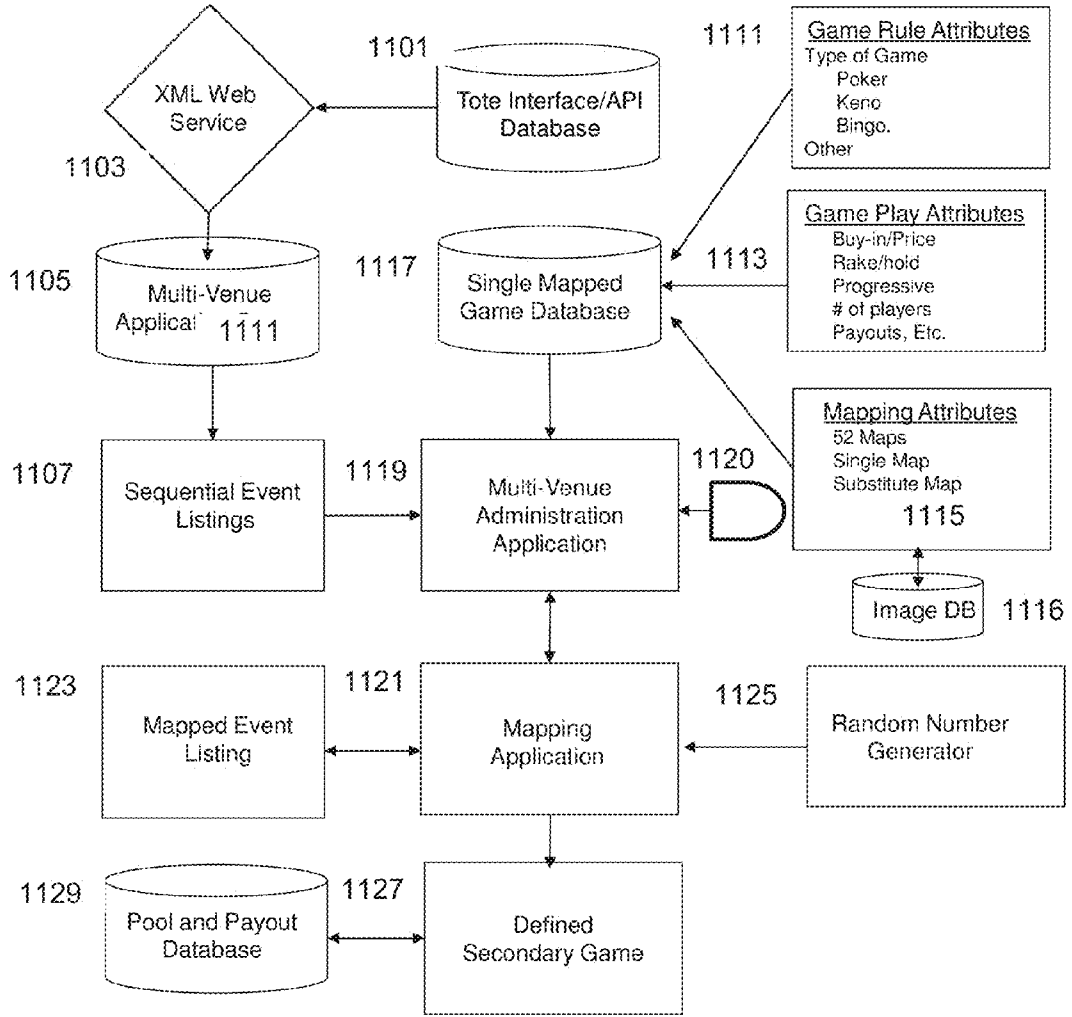 1101
Tote Interface/API
Database
XML Web
Service
1103
1111
Game Rule Attributes
Type of Game
Poker
Keno
Bingo.
Other
1105
Multi-Venue
Applica
1111
1117
Single Mapped
Game Database
1113
Game Play Attributes
Buy-in/Price
Rake/hold
Progressive
# of players
Payouts, Etc.
1107
Sequential Event
Listings
1119
Multi-Venue
Administration
Application
1120
Mapping Attributes
52 Maps
Single Map
Substitute Map
1115
Image DB
1116
1123
Mapped Event
Listing
1121
Mapping
Application
1125
Random Number
Generator
1129
Pool and Payout
Database
1127
Defined
Secondary Game